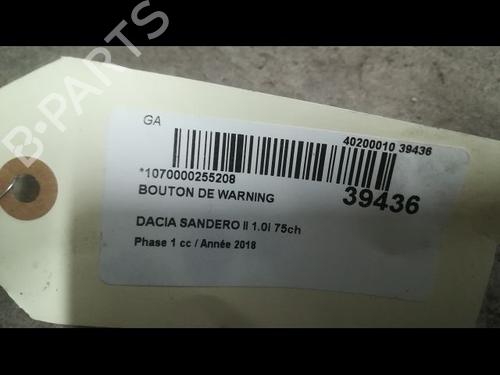 B-PARTS
GA
40200010 39436
*1070000255208
BOUTON DE WARNING
39436
DACIA SANDERO II 1.0i 75ch
Phase 1 cc / Année 2018